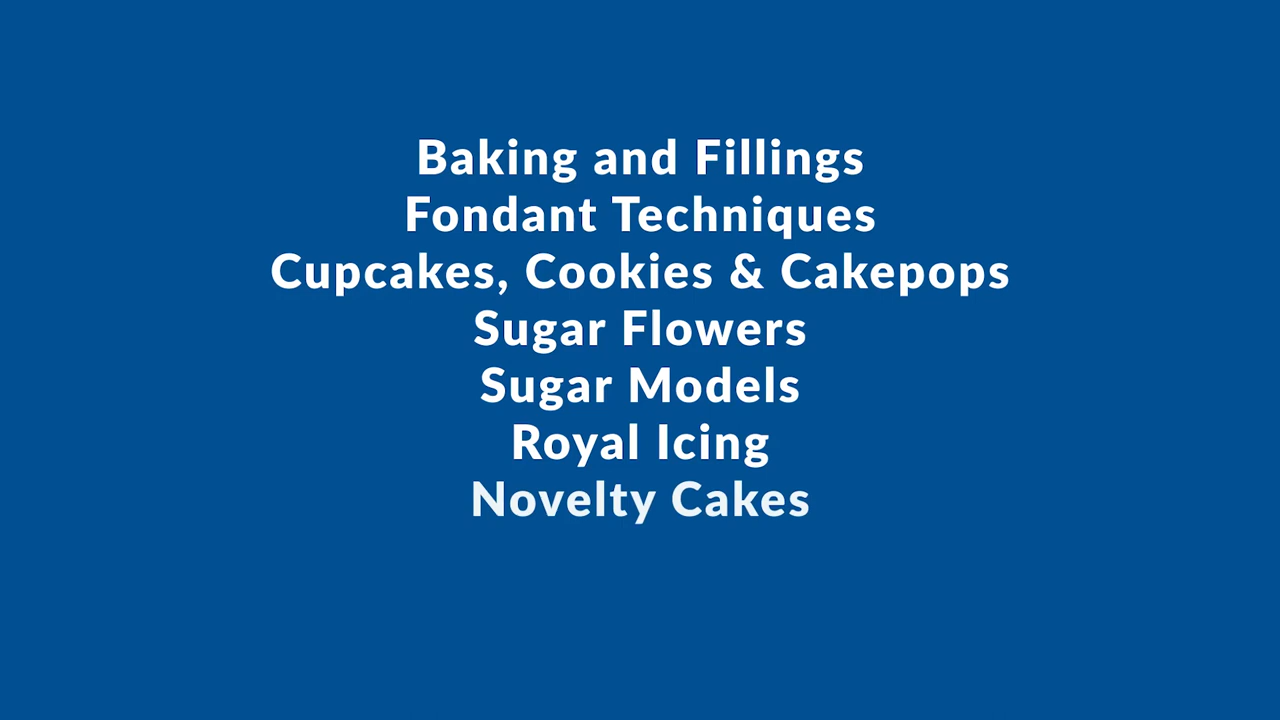 Baking and Fillings
Fondant Techniques
Cupcakes, Cookies & Cakepops
Sugar Flowers
Sugar Models
Royal Icing
Novelty Cakes